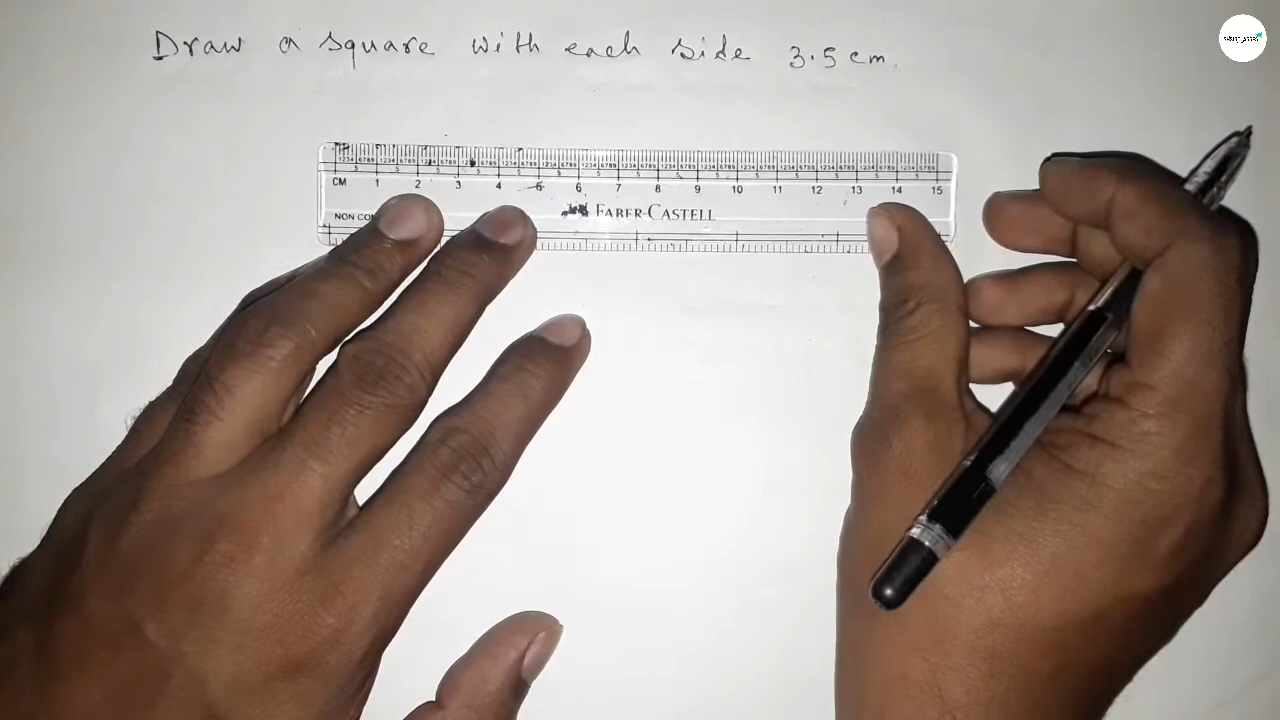 Draw a square with each side 3.5 cm.
CM 1 2 3 4 5 6 7 8 9 10 11 12 13 14 15
FABER-CASTELL